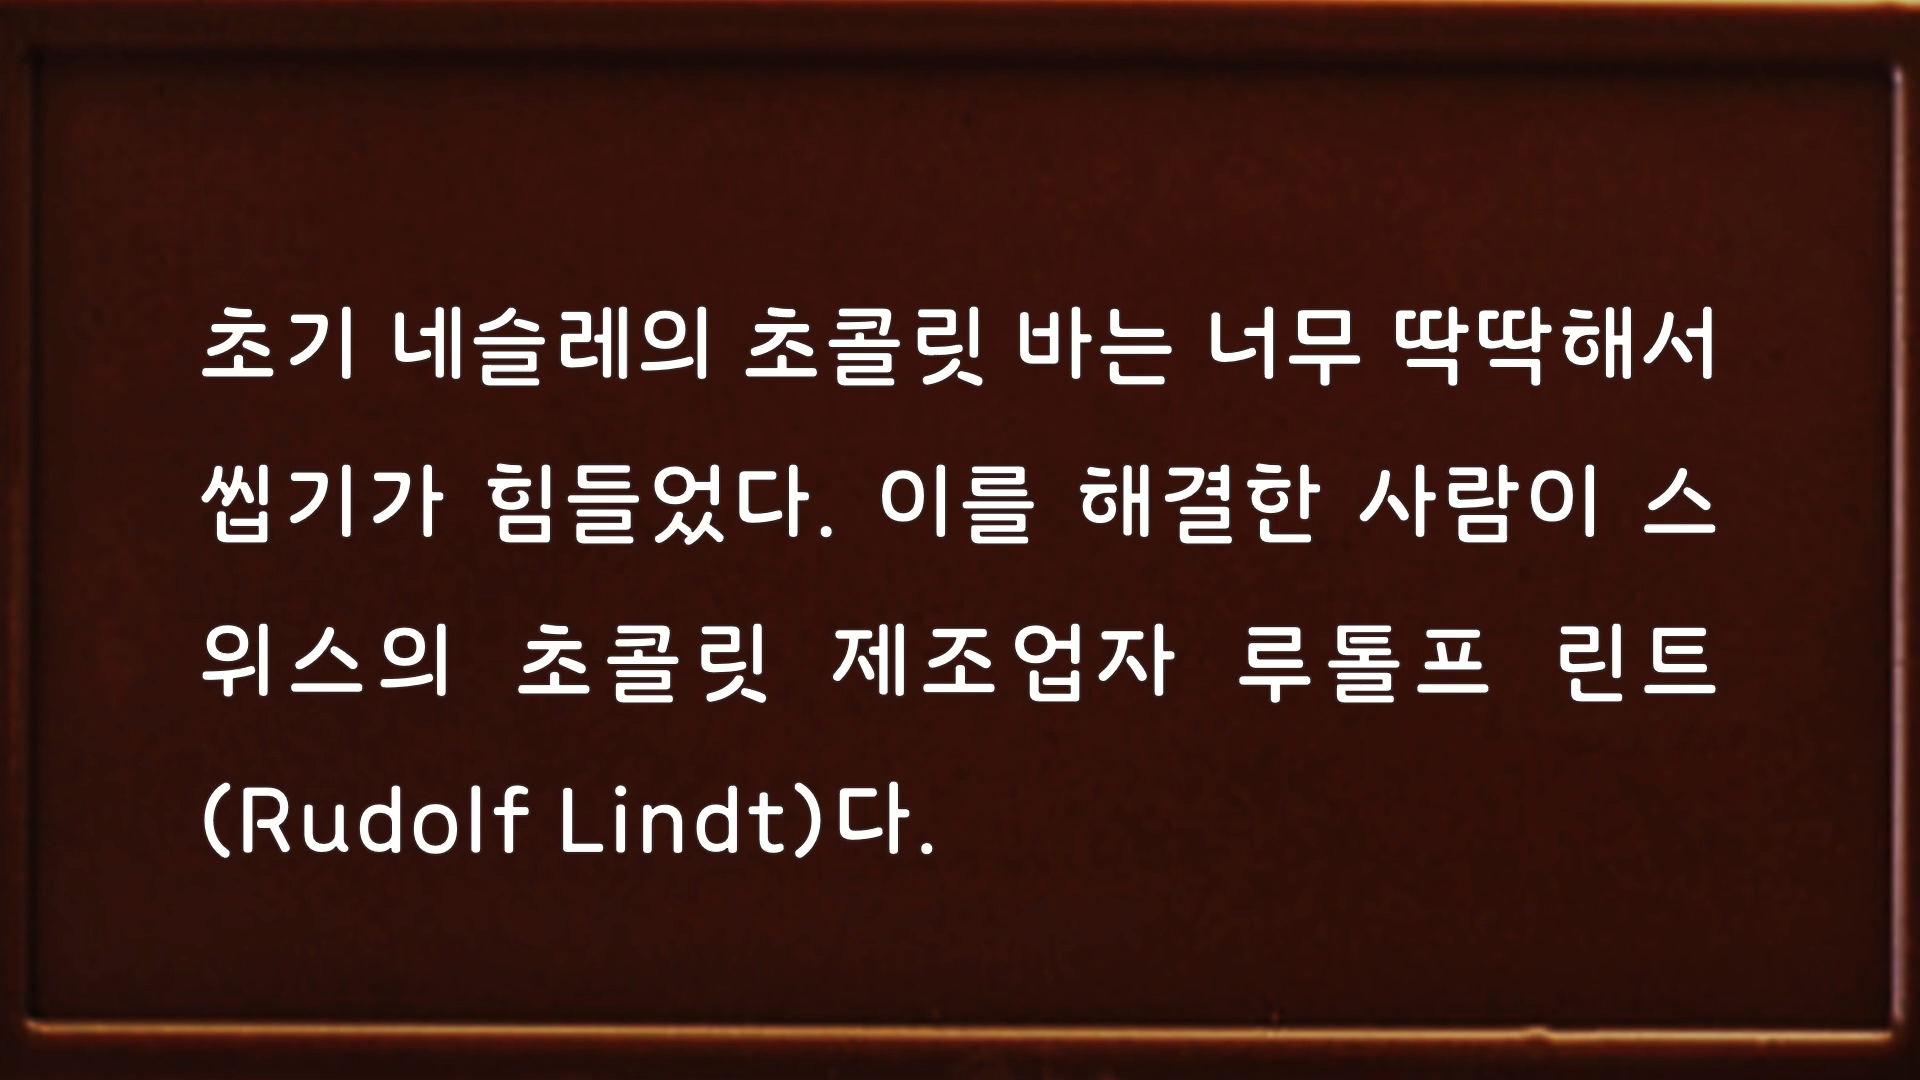 초기 네슬레의 초콜릿 바는 너무 딱딱해서
씹기가 힘들었다. 이를 해결한 사람이 스
위스의 초콜릿 제조업자 루돌프 린트
(Rudolf Lindt)다.